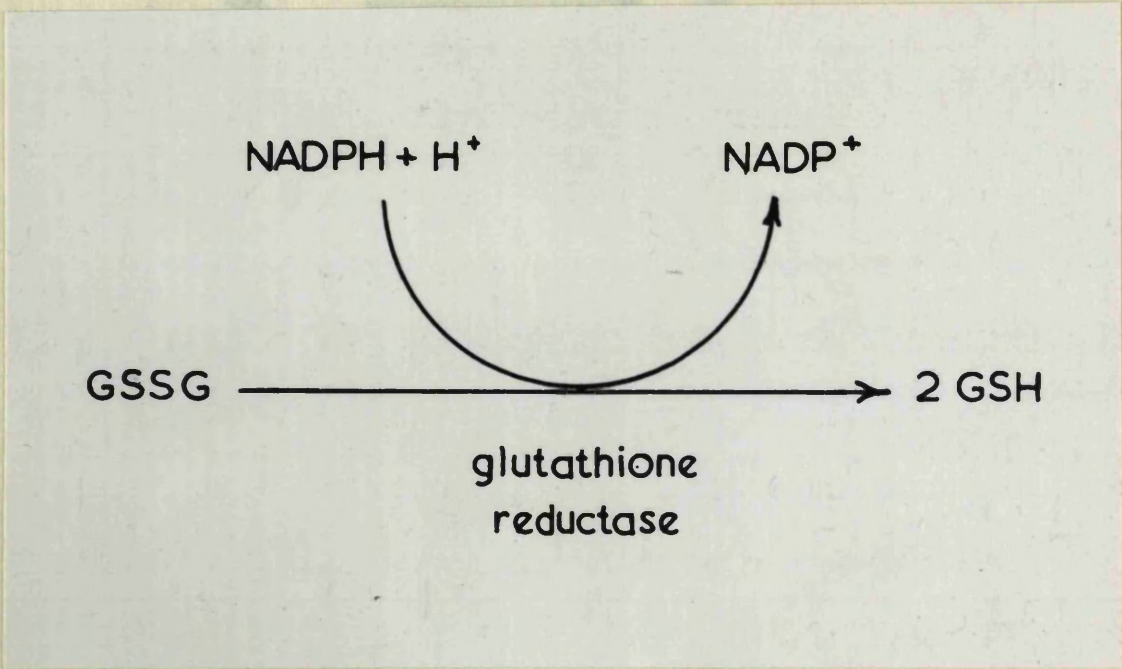 NADPH + H⁺
NADP⁺
GSSG
2 GSH
glutathione
reductase